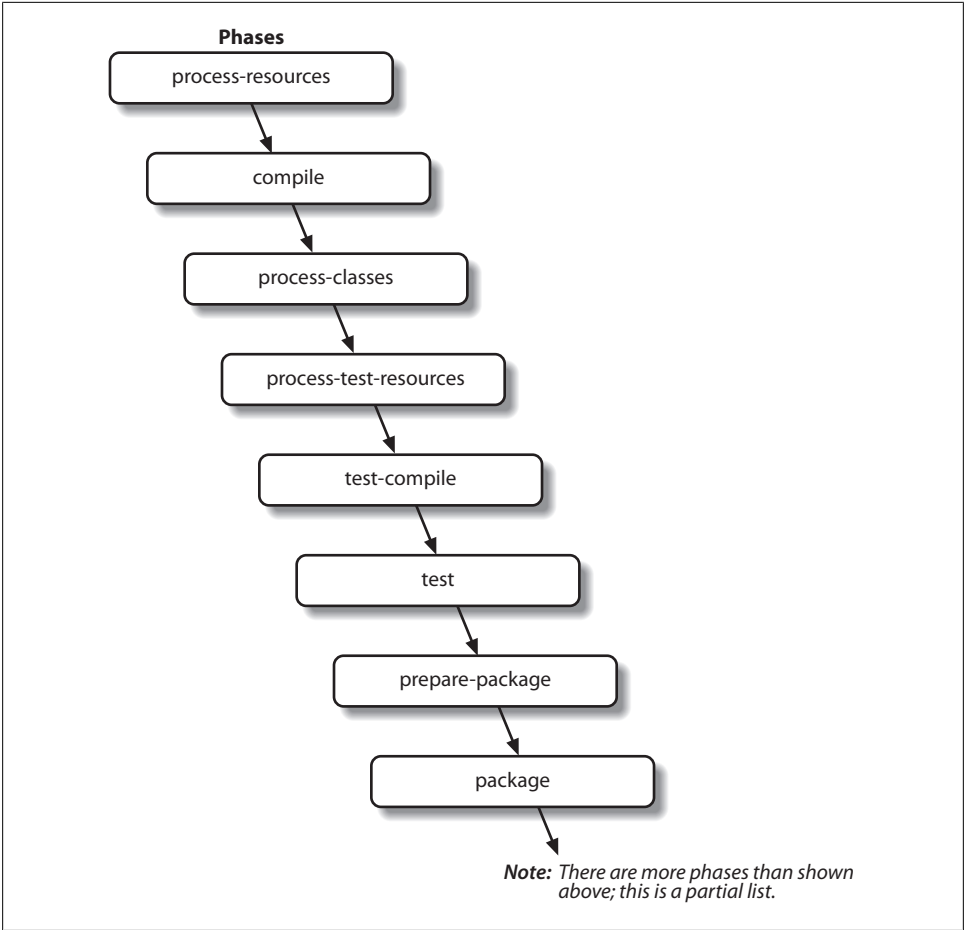 Phases
process-resources
compile
process-classes
process-test-resources
test-compile
test
prepare-package
package
Note: There are more phases than shown
above; this is a partial list.